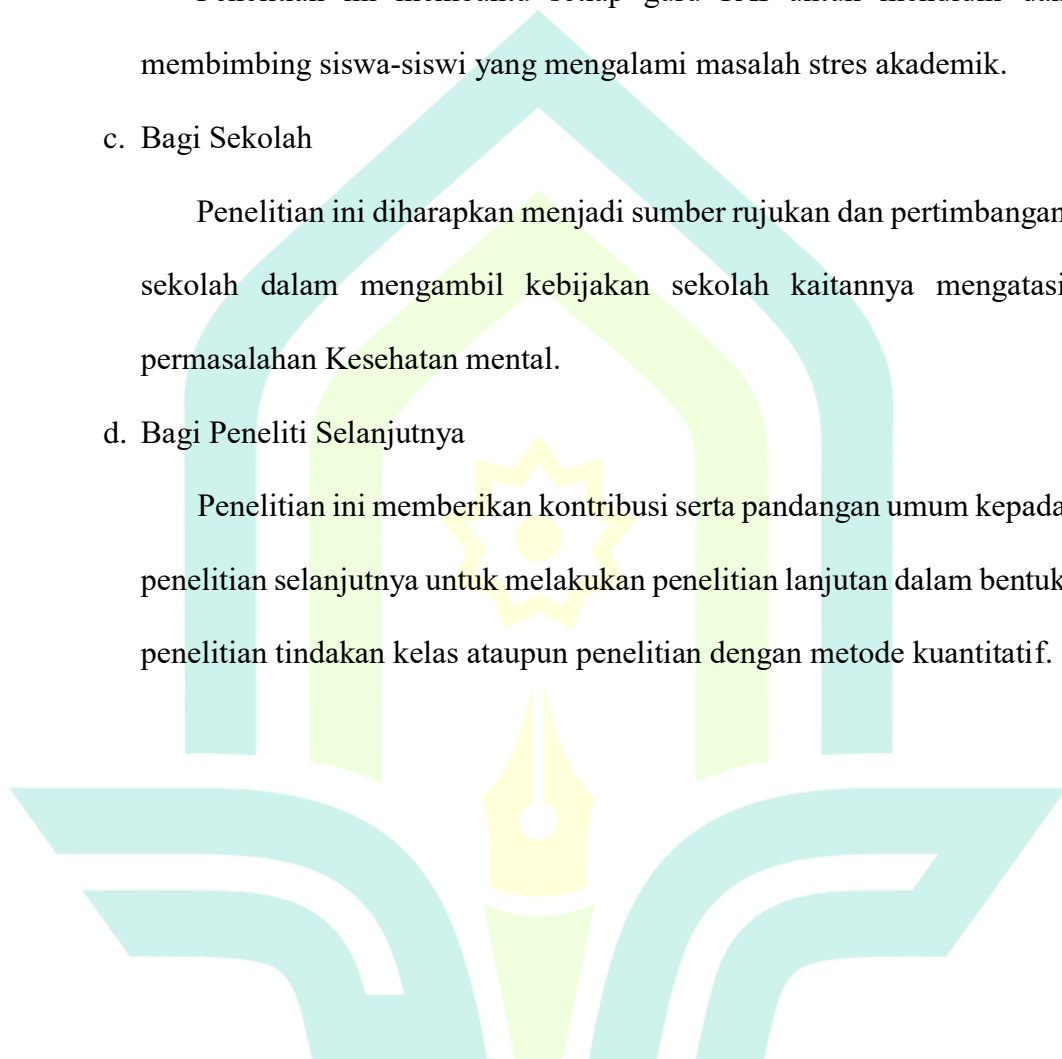 membimbing siswa-siswi yang mengalami masalah stres akademik.
c. Bagi Sekolah
Penelitian ini diharapkan menjadi sumber rujukan dan pertimbangan
sekolah dalam mengambil kebijakan sekolah kaitannya mengatasi
permasalahan Kesehatan mental.
d. Bagi Peneliti Selanjutnya
Penelitian ini memberikan kontribusi serta pandangan umum kepada
penelitian selanjutnya untuk melakukan penelitian lanjutan dalam bentuk
penelitian tindakan kelas ataupun penelitian dengan metode kuantitatif.